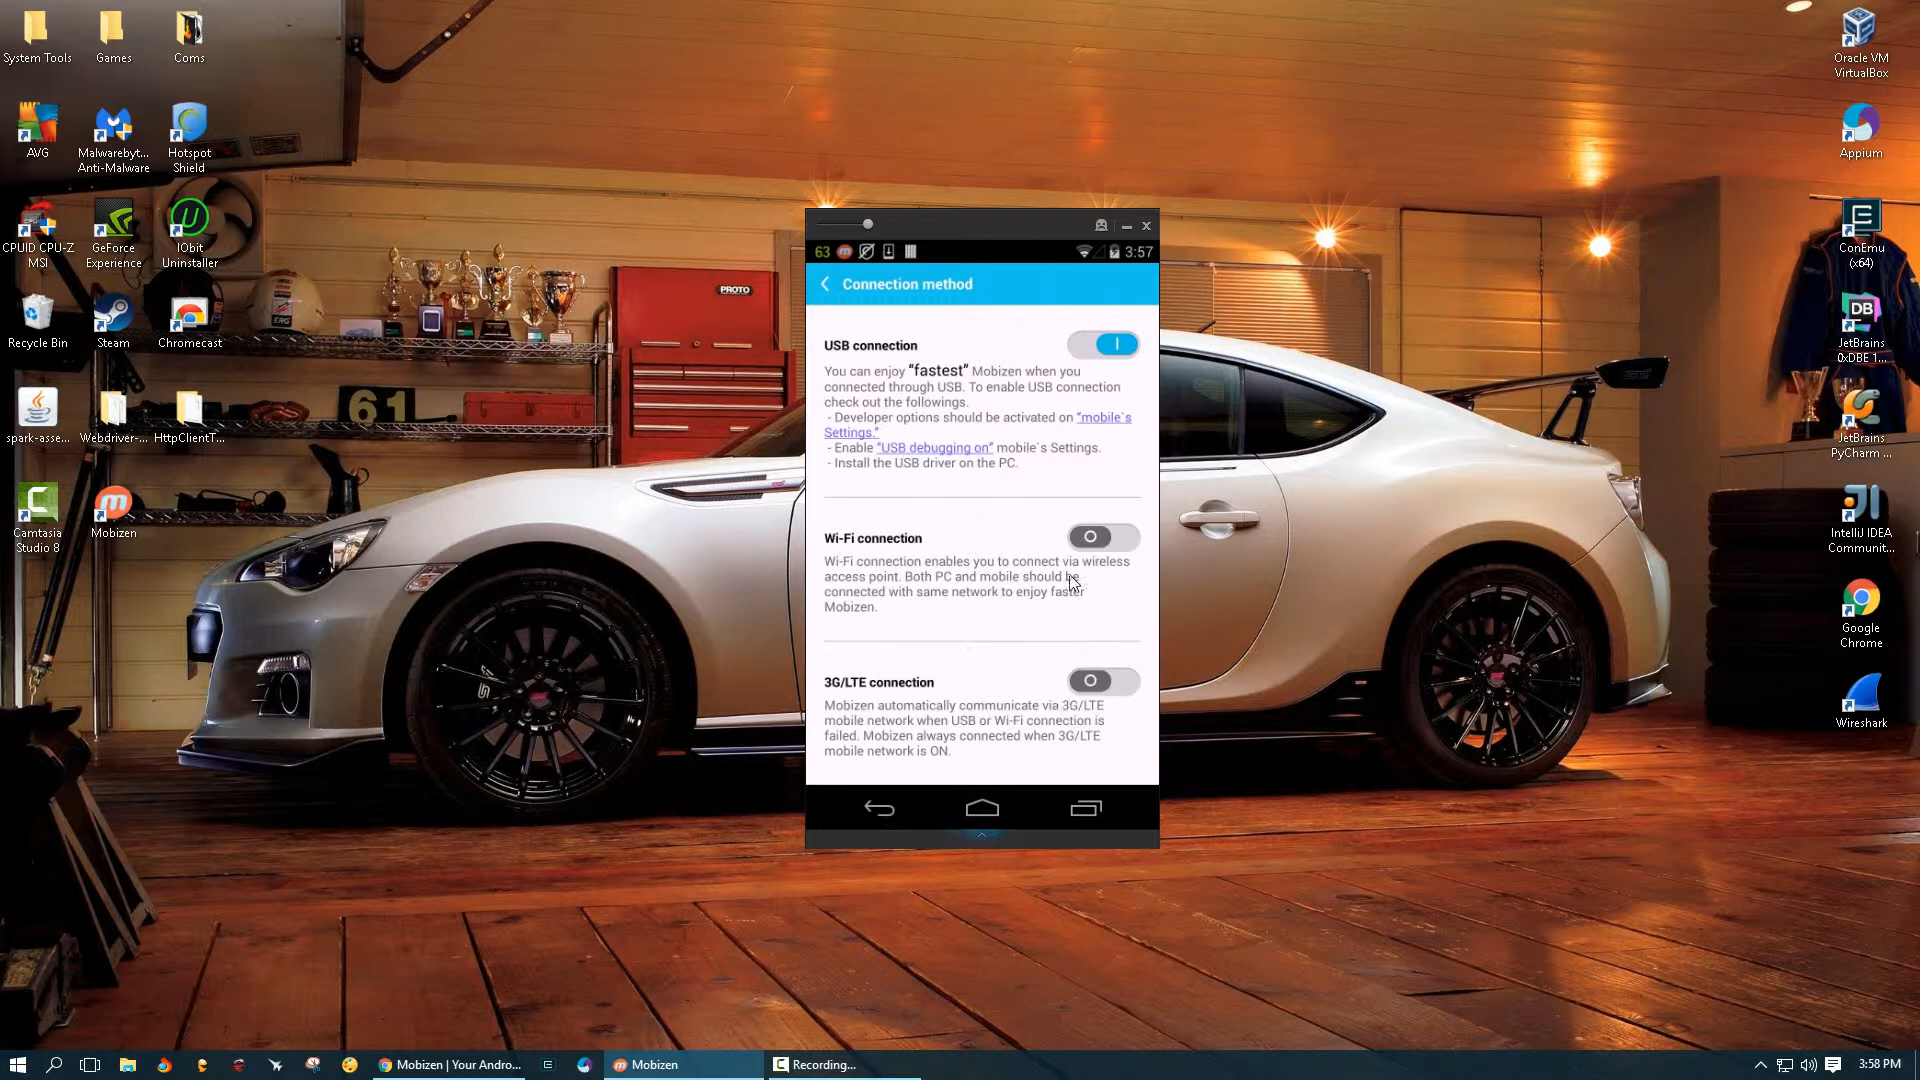 System Tools
Games
Coms
AVG
Malwarebyt...
Anti-Malware
Hotspot
Shield
CPUID CPU-Z
MSI
GeForce
Experience
IObit
Uninstaller
Recycle Bin
Steam
Chromecast
spark-asse...
Webdriver-...
HttpClientT...
Camtasia
Studio 8
Mobizen
PROTO
ERG
61
63
3:57
Connection method
USB connection
You can enjoy “fastest” Mobizen when you
connected through USB. To enable USB connection
check out the followings.
- Developer options should be activated on “mobile`s
Settings.”
- Enable “USB debugging on” mobile`s Settings.
- Install the USB driver on the PC.
Wi-Fi connection
Wi-Fi connection enables you to connect via wireless
access point. Both PC and mobile should be
connected with same network to enjoy faster
Mobizen.
3G/LTE connection
Mobizen automatically communicate via 3G/LTE
mobile network when USB or Wi-Fi connection is
failed. Mobizen always connected when 3G/LTE
mobile network is ON.
Oracle VM
VirtualBox
Appium
ConEmu
(x64)
DB
JetBrains
0xDBE 1...
JetBrains
PyCharm ...
IntelliJ IDEA
Communit...
Google
Chrome
Wireshark
Mobizen | Your Andro...
Mobizen
Recording...
3:58 PM